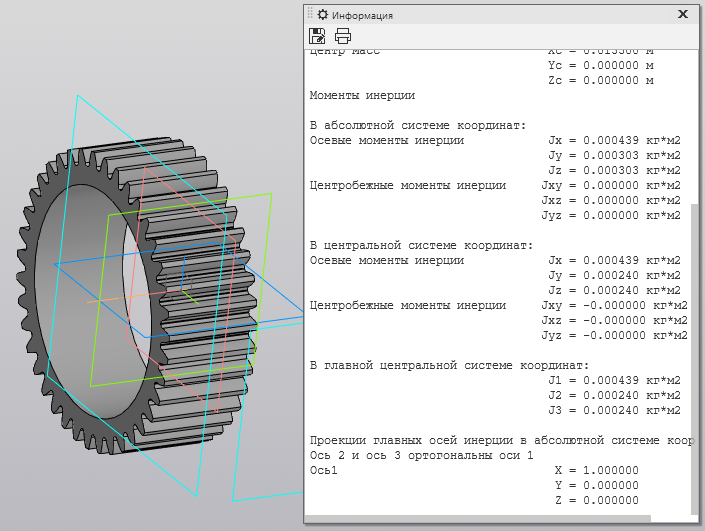 Информация
Центр масс Xc = 0.013500 м
Yc = 0.000000 м
Zc = 0.000000 м
Моменты инерции
В абсолютной системе координат:
Осевые моменты инерции Jx = 0.000439 кг*м2
Jy = 0.000303 кг*м2
Jz = 0.000303 кг*м2
Центробежные моменты инерции Jxy = 0.000000 кг*м2
Jxz = 0.000000 кг*м2
Jyz = 0.000000 кг*м2
В центральной системе координат:
Осевые моменты инерции Jx = 0.000439 кг*м2
Jy = 0.000240 кг*м2
Jz = 0.000240 кг*м2
Центробежные моменты инерции Jxy = -0.000000 кг*м2
Jxz = -0.000000 кг*м2
Jyz = -0.000000 кг*м2
В главной центральной системе координат:
J1 = 0.000439 кг*м2
J2 = 0.000240 кг*м2
J3 = 0.000240 кг*м2
Проекции главных осей инерции в абсолютной системе коор
Ось 2 и ось 3 ортогональны оси 1
Ось1 X = 1.000000
Y = 0.000000
Z = 0.000000